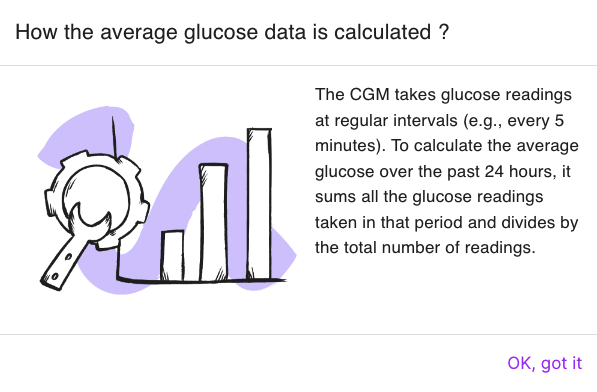 How the average glucose data is calculated ?
The CGM takes glucose readings
at regular intervals (e.g., every 5
minutes). To calculate the average
glucose over the past 24 hours, it
sums all the glucose readings
taken in that period and divides by
the total number of readings.
OK, got it